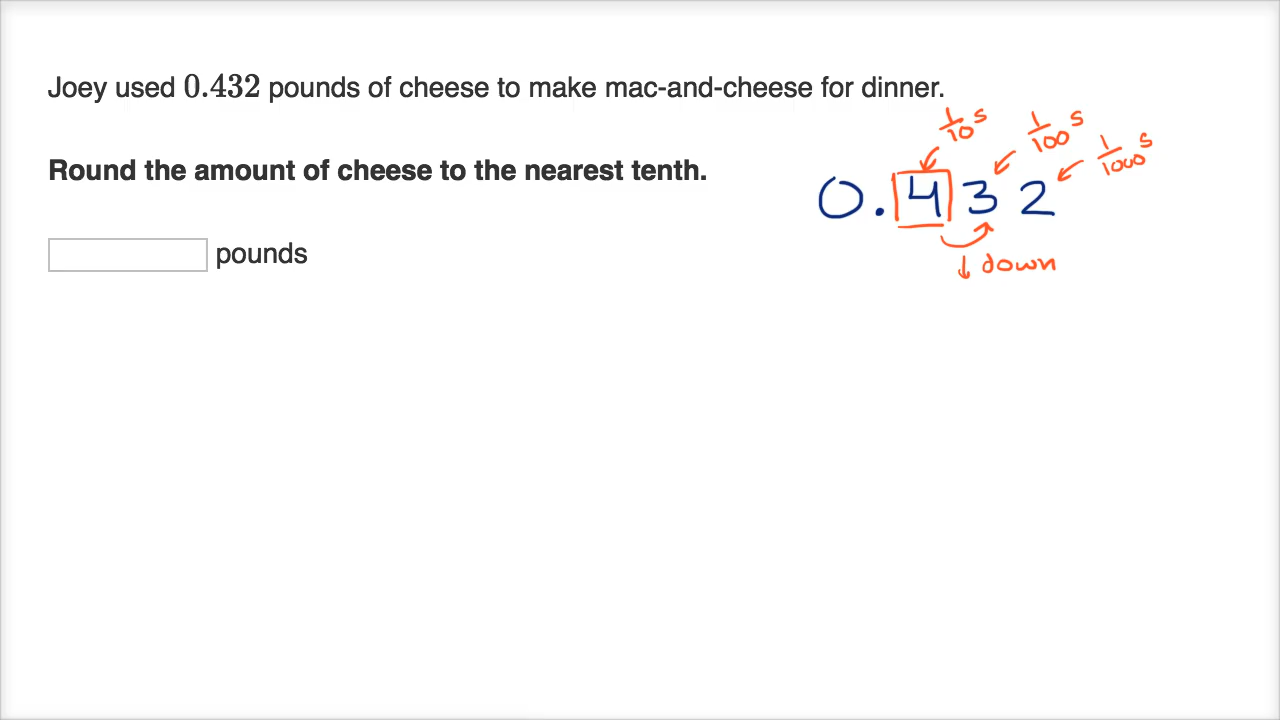 Joey used 0.432 pounds of cheese to make mac-and-cheese for dinner.
1/10 s 1/100 s 1/1000 s
Round the amount of cheese to the nearest tenth.
0.432
pounds
↓ down